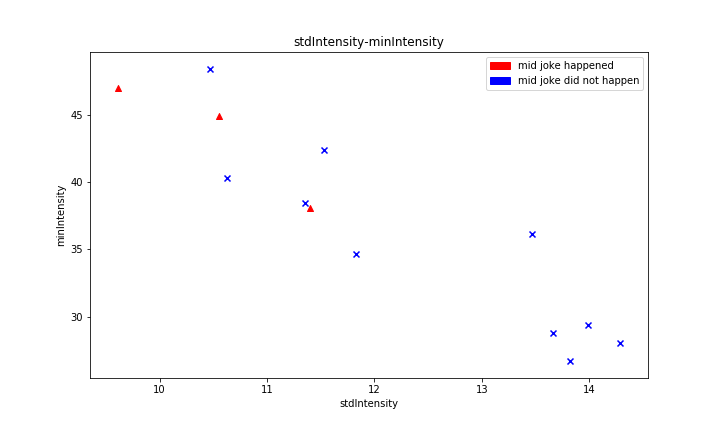 stdIntensity-minIntensity
mid joke happened
mid joke did not happen
45
40
35
30
minIntensity
10
11
12
13
14
stdIntensity